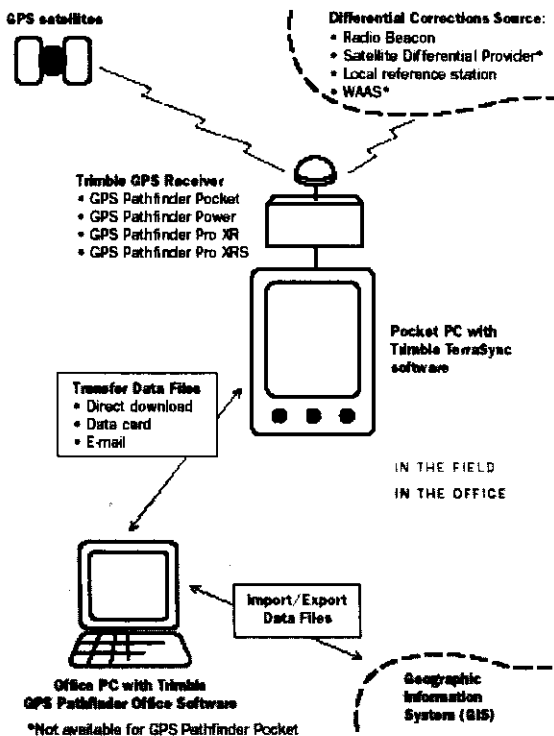 GPS satellites
Differential Corrections Source:
• Radio Beacon
• Satellite Differential Provider*
• Local reference station
• WAAS*
Trimble GPS Receiver
• GPS Pathfinder Pocket
• GPS Pathfinder Power
• GPS Pathfinder Pro XR
• GPS Pathfinder Pro XRS
Pocket PC with
Trimble TerraSync
software
Transfer Data Files
• Direct download
• Data card
• E-mail
IN THE FIELD
IN THE OFFICE
Import/Export
Data Files
Office PC with Trimble
GPS Pathfinder Office Software
Geographic
Information
System (GIS)
*Not available for GPS Pathfinder Pocket